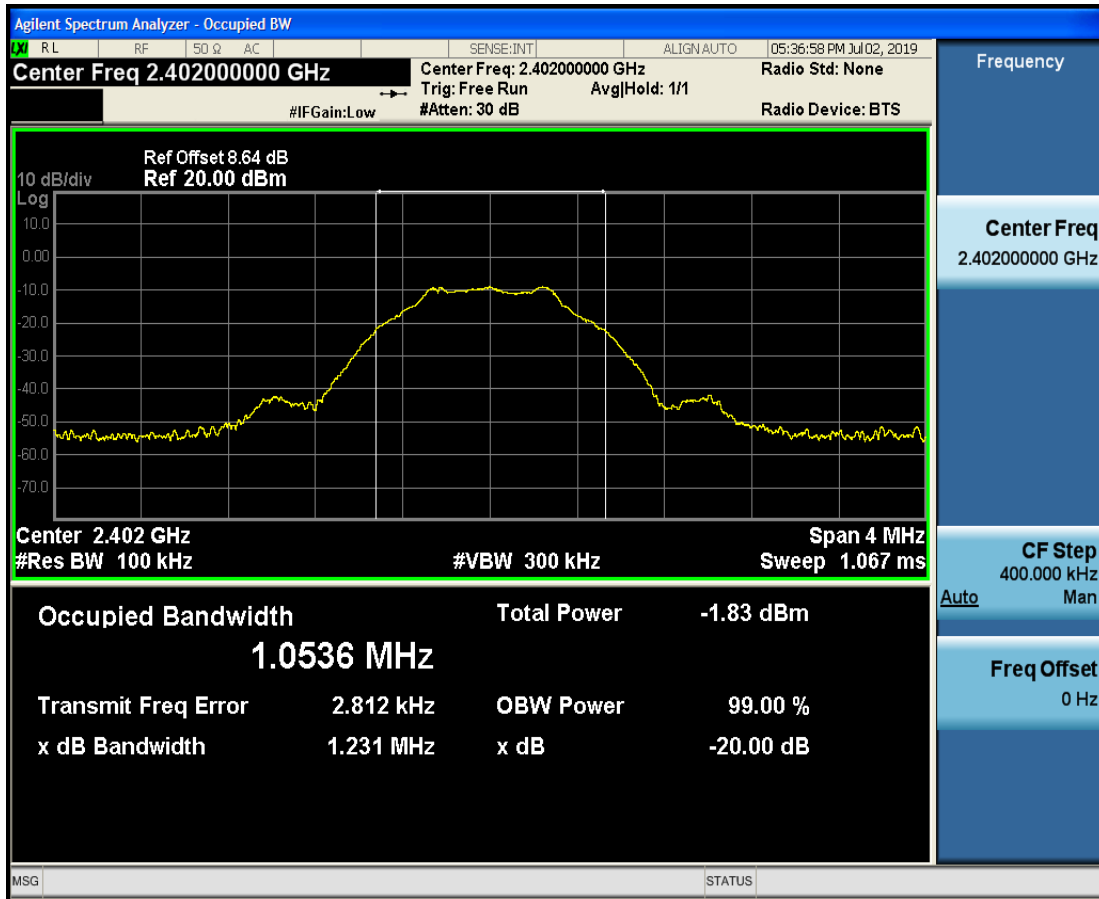 Agilent Spectrum Analyzer - Occupied BW
LXI RL RF 50 Ω AC SENSE:INT ALIGN AUTO 05:36:58 PM Jul 02, 2019
Center Freq 2.402000000 GHz
Center Freq: 2.402000000 GHz
Radio Std: None
Trig: Free Run Avg|Hold: 1/1
#IFGain:Low
#Atten: 30 dB
Radio Device: BTS
Ref Offset 8.64 dB
10 dB/div Ref 20.00 dBm
Log
10.0
0.00
-10.0
-20.0
-30.0
-40.0
-50.0
-60.0
-70.0
Center 2.402 GHz Span 4 MHz
#Res BW 100 kHz #VBW 300 kHz Sweep 1.067 ms
Occupied Bandwidth Total Power -1.83 dBm
1.0536 MHz
Transmit Freq Error 2.812 kHz OBW Power 99.00 %
x dB Bandwidth 1.231 MHz x dB -20.00 dB
Frequency
Center Freq
2.402000000 GHz
CF Step
400.000 kHz
Auto Man
Freq Offset
0 Hz
MSG STATUS